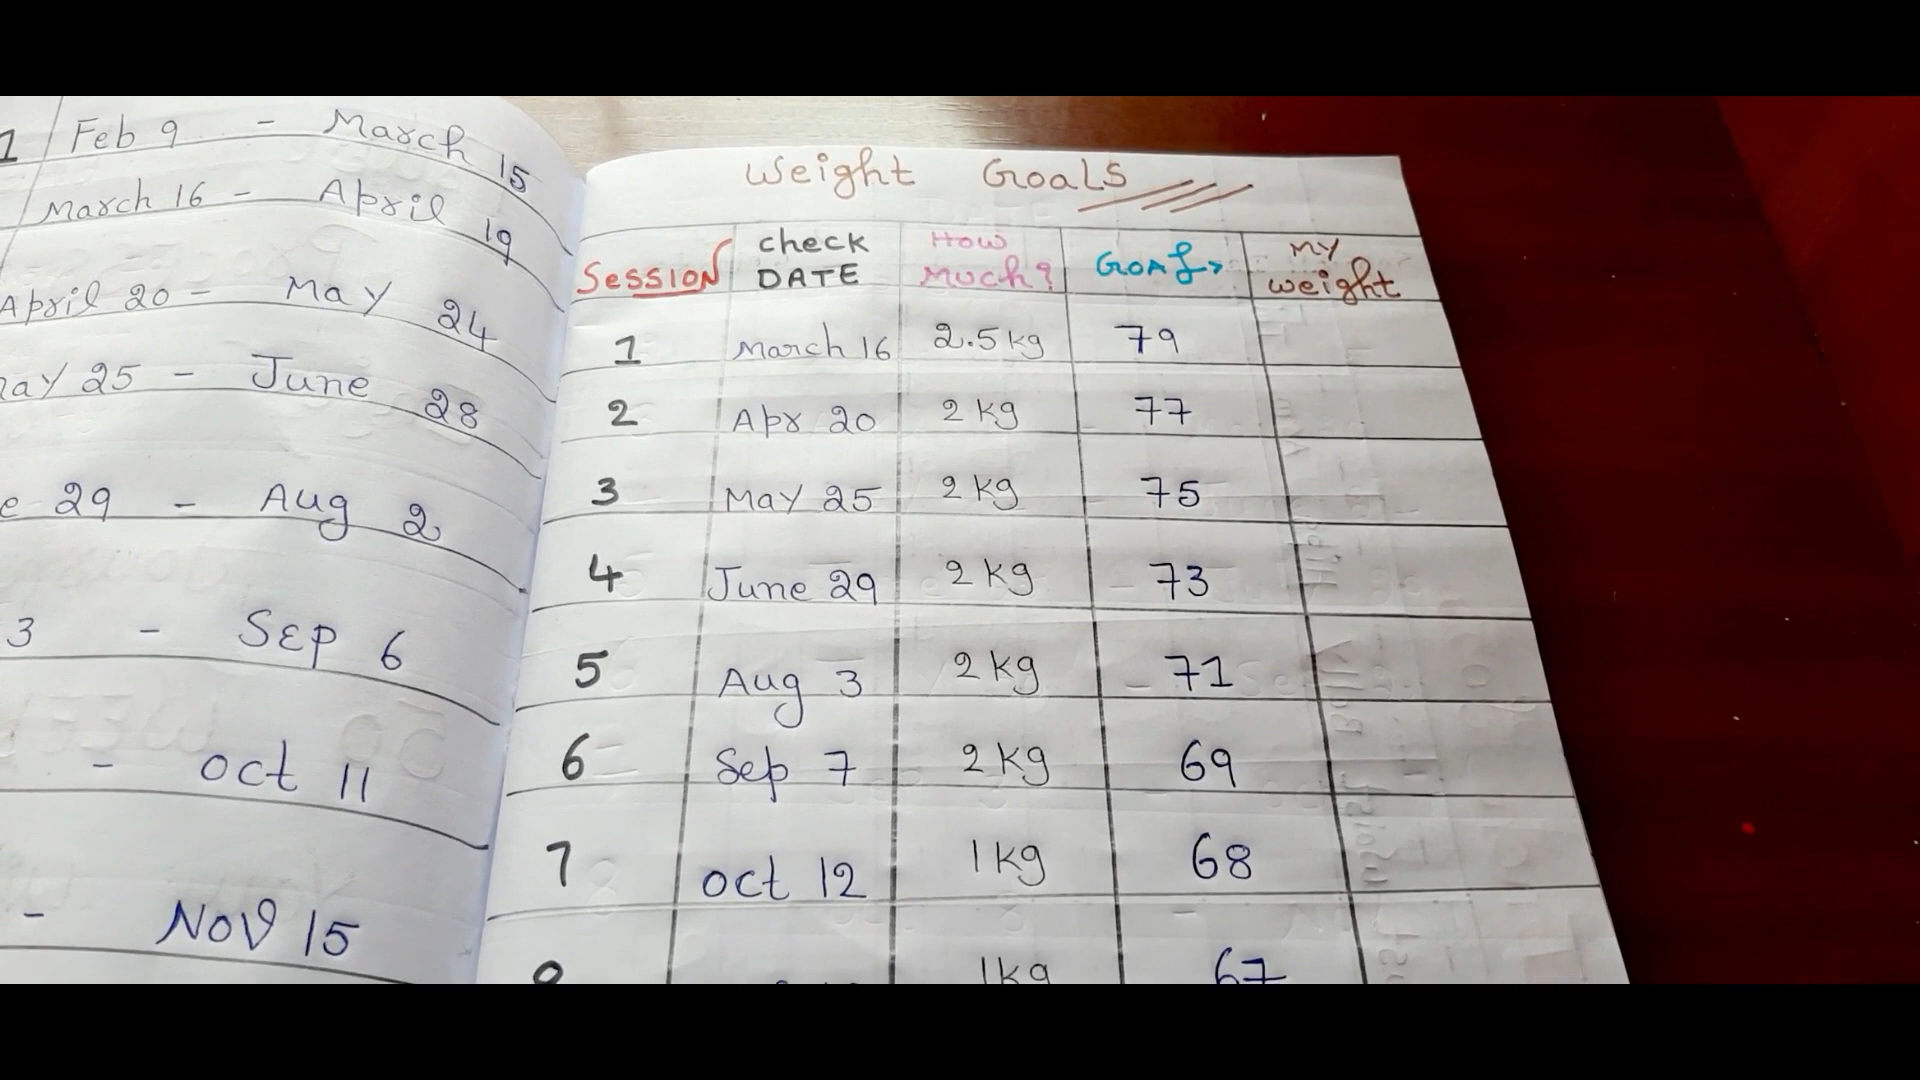 1 Feb 9 - March 15
March 16 - April 19
April 20 - May 24
25 - June 28
29 - Aug 2
3 - Sep 6
- Oct 11
- Nov 15
Weight Goals
Session Check DATE How Much? Goals My weight
1 March 16 2.5 kg 79
2 Apr 20 2 kg 77
3 May 25 2 kg 75
4 June 29 2 kg 73
5 Aug 3 2 kg 71
6 Sep 7 2 kg 69
7 Oct 12 1 kg 68
1 kg 67